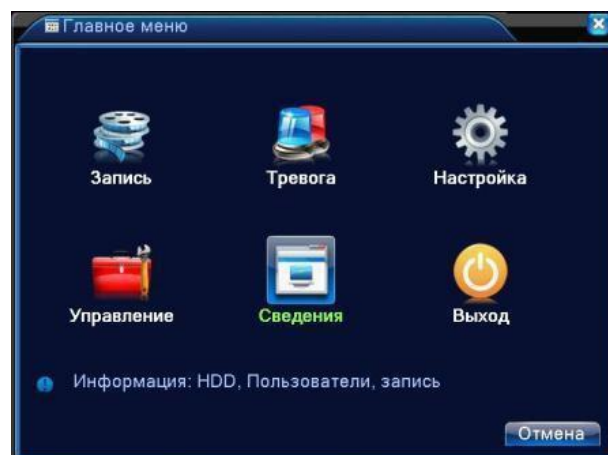 Главное меню
Запись
Тревога
Настройка
Управление
Сведения
Выход
Информация: HDD, Пользователи, запись
Отмена